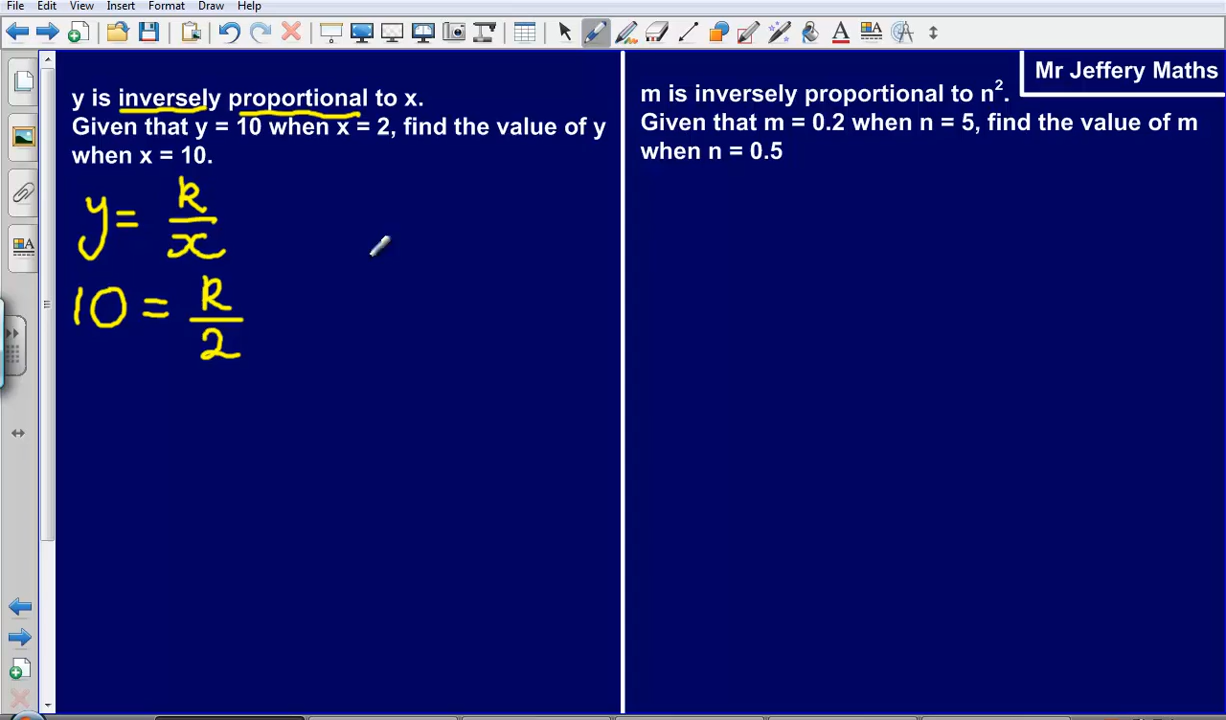 File Edit View Insert Format Draw Help
Mr Jeffery Maths
y is inversely proportional to x.
Given that y = 10 when x = 2, find the value of y
when x = 10.
y = k/x
10 = k/2
m is inversely proportional to n².
Given that m = 0.2 when n = 5, find the value of m
when n = 0.5